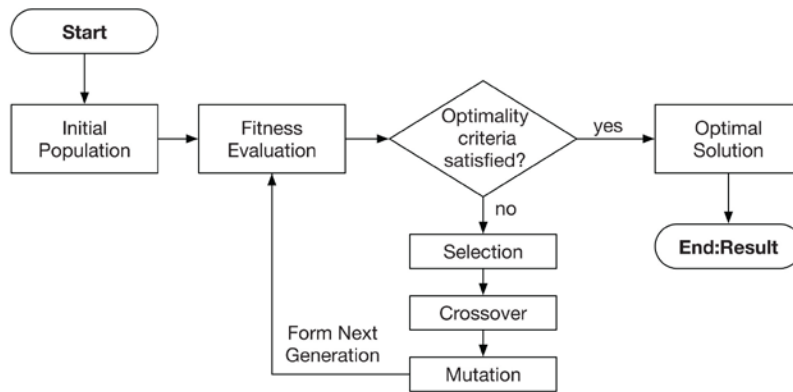 Start
Initial
Population
Fitness
Evaluation
Optimality
criteria
satisfied?
yes
Optimal
Solution
no
End:Result
Selection
Crossover
Form Next
Generation
Mutation